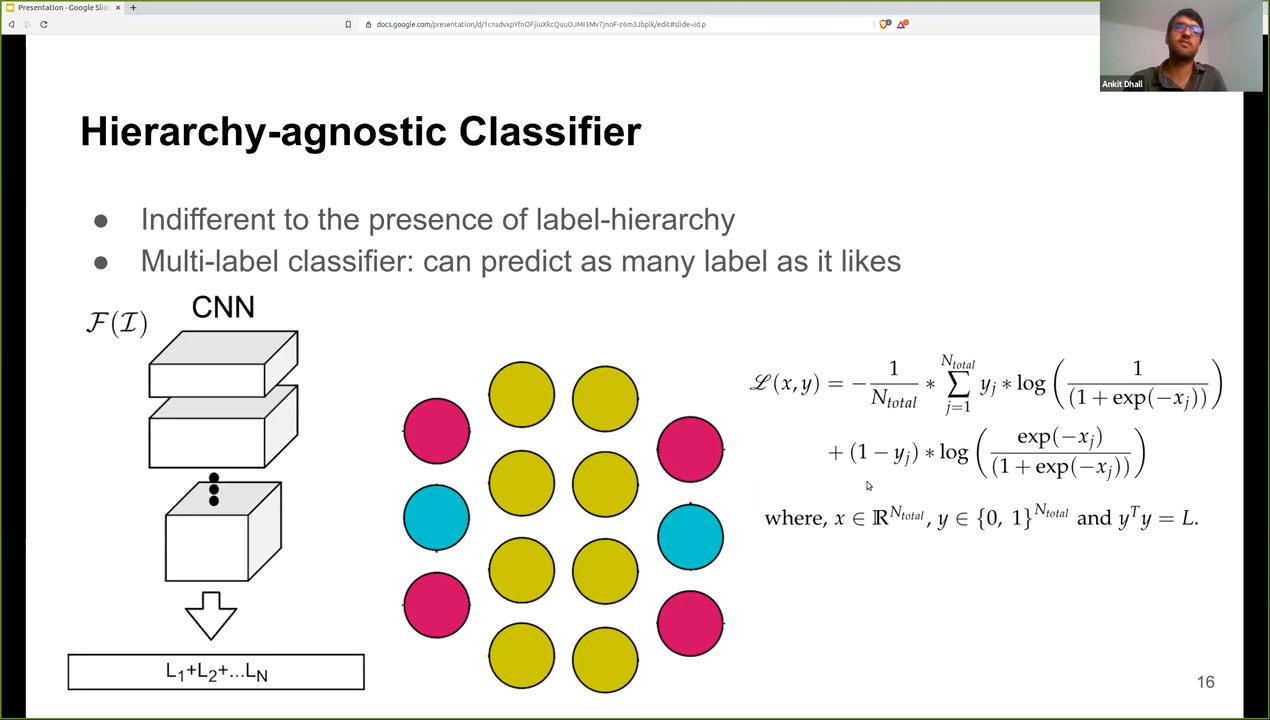 Presentation - Google Slid
docs.google.com/presentation/d/1cnsdvxpYfnOFjiuXkcQuuOJMI3Mv7jnoF-z6m3Jbplk/edit#slide=id.p
Ankit Dhall
Hierarchy-agnostic Classifier
● Indifferent to the presence of label-hierarchy
● Multi-label classifier: can predict as many label as it likes
CNN
ℱ(ℐ)
L₁+L₂+...L_N
ℒ(x, y) = − 1/N_total ∗ ∑_{j=1}^{N_total} y_j ∗ log ( 1 / (1 + exp(−x_j)) )
+ (1 − y_j) ∗ log ( exp(−x_j) / (1 + exp(−x_j)) )
where, x ∈ ℝ^{N_total}, y ∈ {0, 1}^{N_total} and y^T y = L.
16